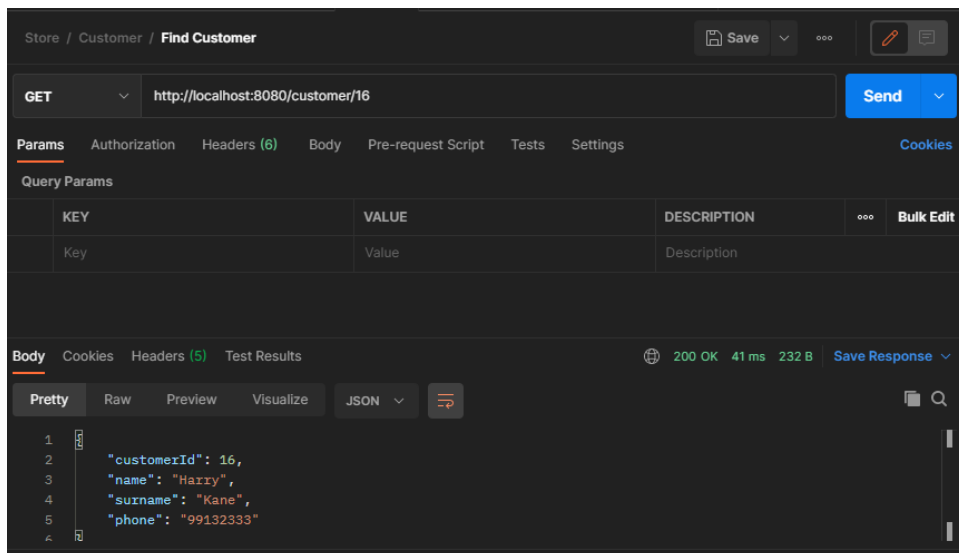 Store / Customer / Find Customer Save
GET http://localhost:8080/customer/16 Send
Params Authorization Headers (6) Body Pre-request Script Tests Settings Cookies
Query Params
KEY VALUE DESCRIPTION Bulk Edit
Key Value Description
Body Cookies Headers (5) Test Results 200 OK 41 ms 232 B Save Response
Pretty Raw Preview Visualize JSON
1 {
2 "customerId": 16,
3 "name": "Harry",
4 "surname": "Kane",
5 "phone": "99132333"
6 }